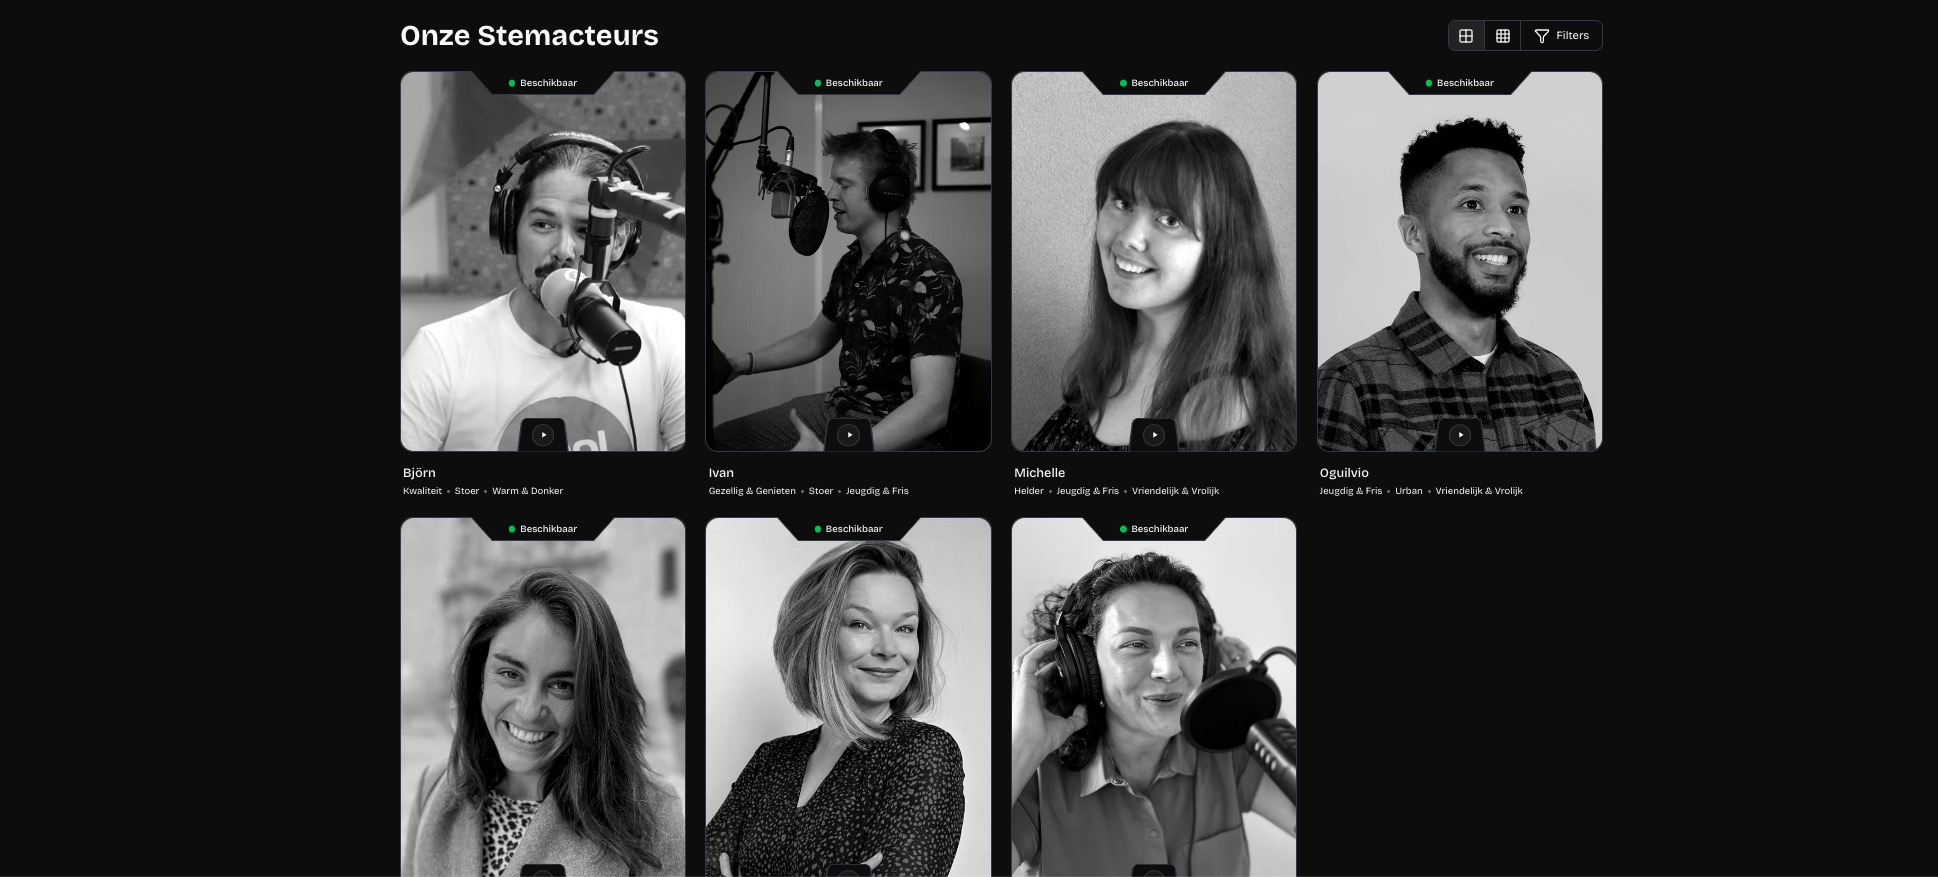 Onze Stemacteurs
Filters
Beschikbaar
Beschikbaar
Beschikbaar
Beschikbaar
Björn
Kwaliteit • Stoer • Warm & Donker
Ivan
Gezellig & Genieten • Stoer • Jeugdig & Fris
Michelle
Helder • Jeugdig & Fris • Vriendelijk & Vrolijk
Oguilvio
Jeugdig & Fris • Urban • Vriendelijk & Vrolijk
Beschikbaar
Beschikbaar
Beschikbaar